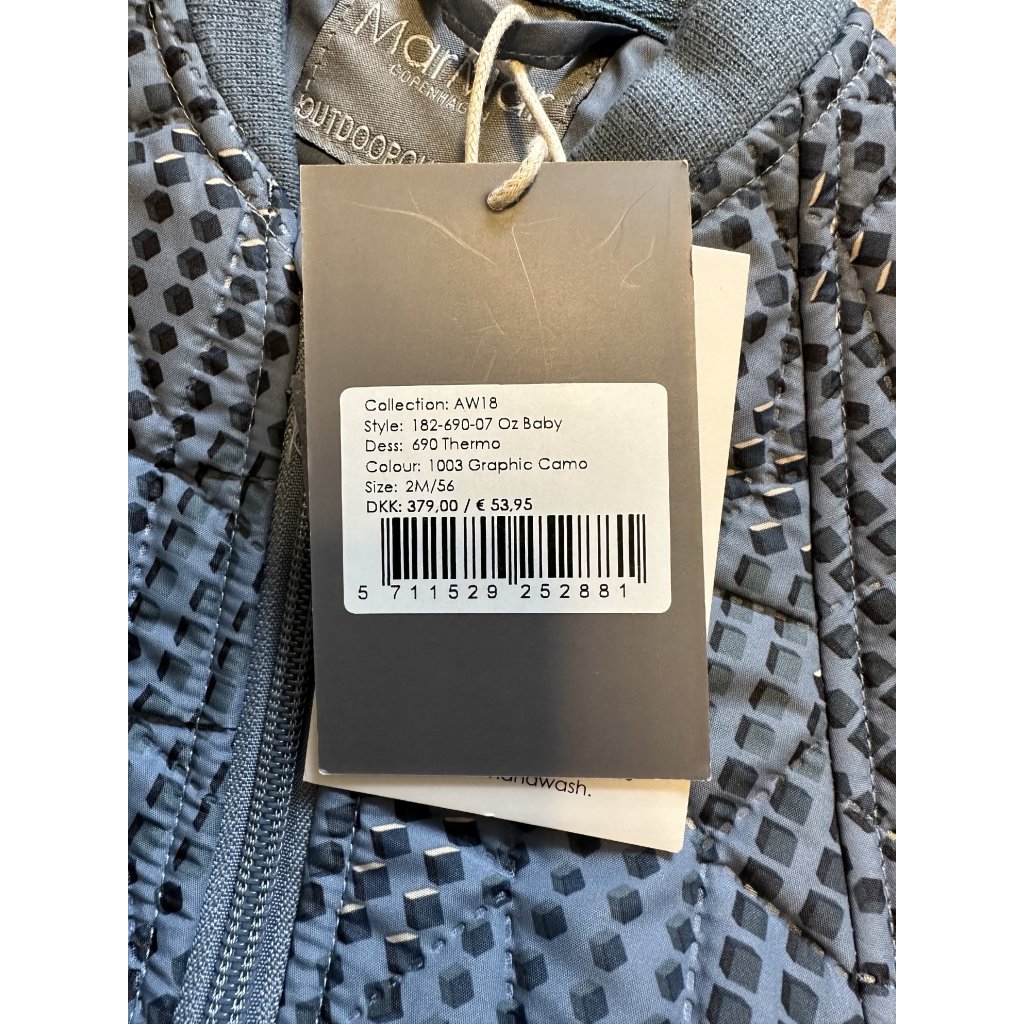 COPENHAGEN
Collection: AW18
Style: 182-690-07 Oz Baby
Dess: 690 Thermo
Colour: 1003 Graphic Camo
Size: 2M/56
DKK: 379,00 / € 53,95
5 711529 252881
handwash.